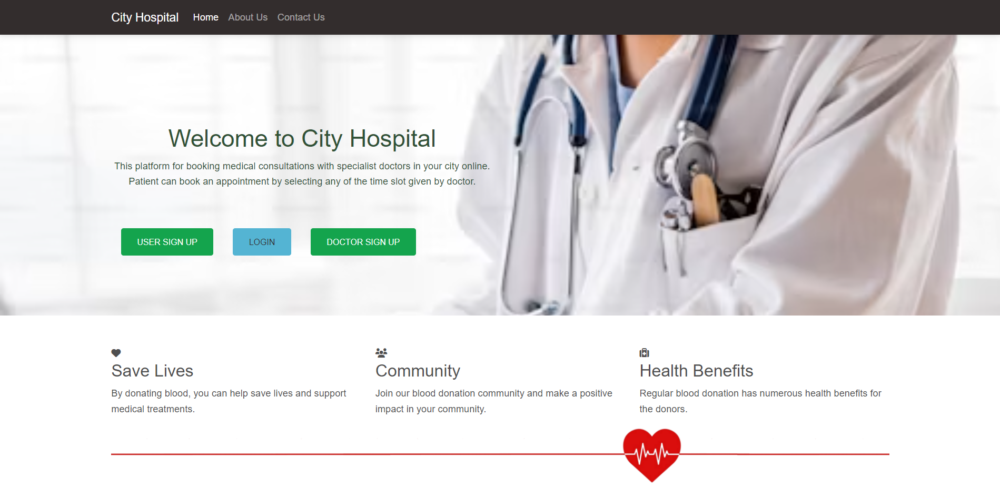 City Hospital Home About Us Contact Us
Welcome to City Hospital
This platform for booking medical consultations with specialist doctors in your city online.
Patient can book an appointment by selecting any of the time slot given by doctor.
USER SIGN UP LOGIN DOCTOR SIGN UP
Save Lives
By donating blood, you can help save lives and support
medical treatments.
Community
Join our blood donation community and make a positive
impact in your community.
Health Benefits
Regular blood donation has numerous health benefits for
the donors.